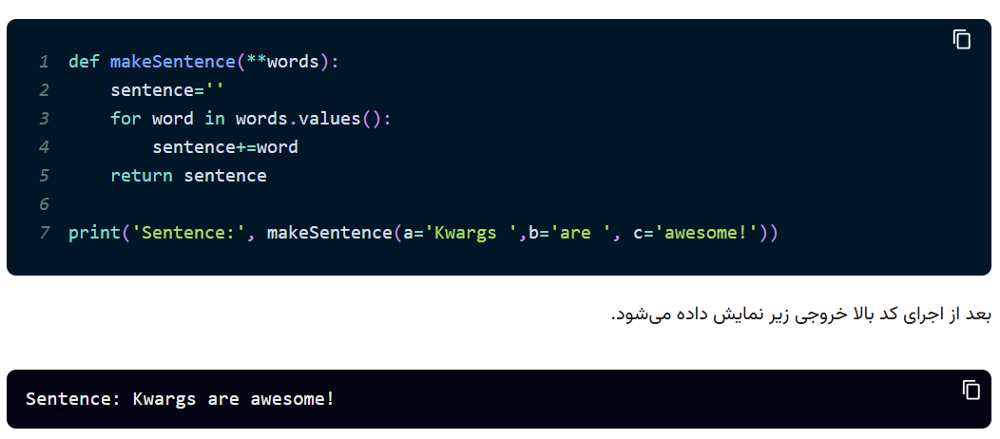 1 def makeSentence(**words):
2     sentence=''
3     for word in words.values():
4         sentence+=word
5     return sentence
6
7 print('Sentence:', makeSentence(a='Kwargs ',b='are ', c='awesome!'))
بعد از اجرای کد بالا خروجی زیر نمایش داده می‌شود.
Sentence: Kwargs are awesome!